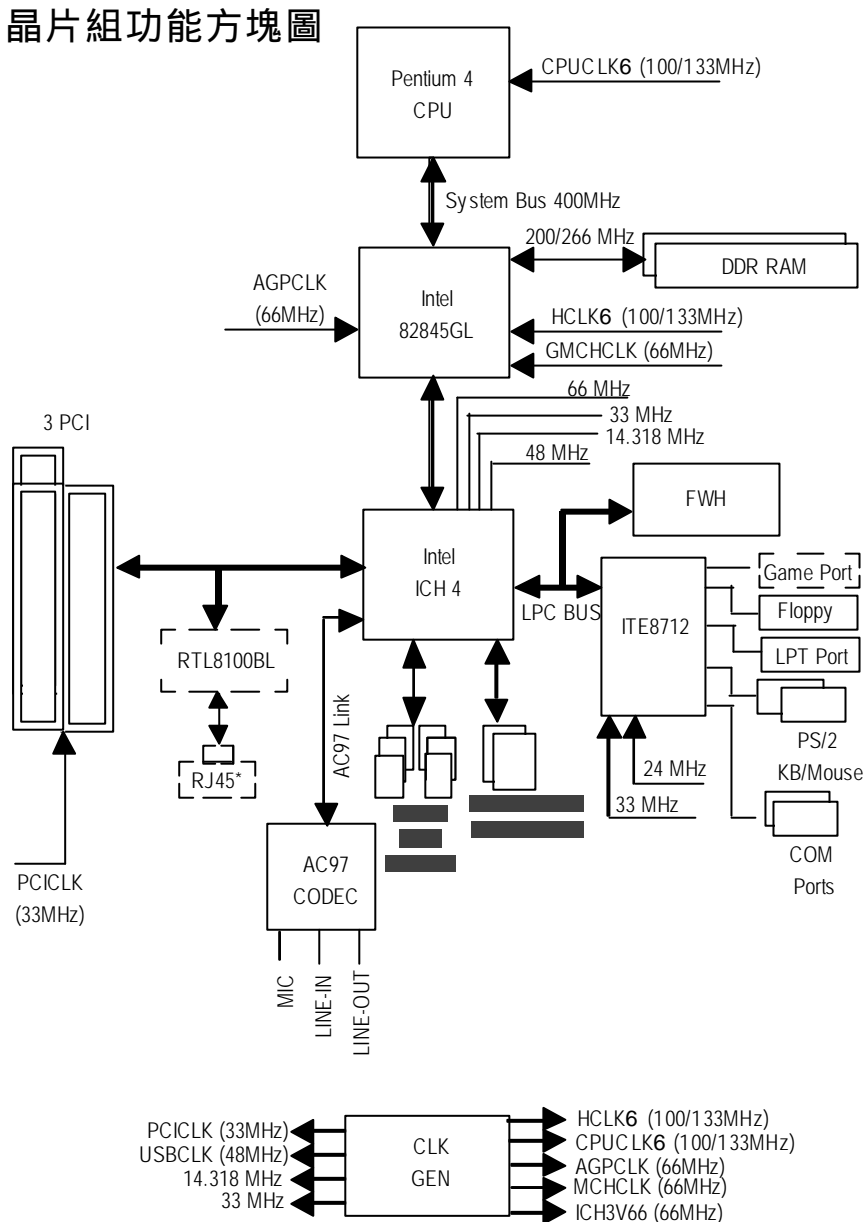 晶片組功能方塊圖
Pentium 4
CPU
CPUCLK6 (100/133MHz)
System Bus 400MHz
200/266 MHz
DDR RAM
AGPCLK
(66MHz)
Intel
82845GL
HCLK6 (100/133MHz)
GMCHCLK (66MHz)
66 MHz
33 MHz
14.318 MHz
48 MHz
3 PCI
FWH
Intel
ICH 4
LPC BUS
ITE8712
Game Port
Floppy
LPT Port
PS/2
KB/Mouse
COM
Ports
24 MHz
33 MHz
RTL8100BL
RJ45*
AC97 Link
AC97
CODEC
MIC
LINE-IN
LINE-OUT
PCICLK
(33MHz)
CLK
GEN
PCICLK (33MHz)
USBCLK (48MHz)
14.318 MHz
33 MHz
HCLK6 (100/133MHz)
CPUCLK6 (100/133MHz)
AGPCLK (66MHz)
MCHCLK (66MHz)
ICH3V66 (66MHz)